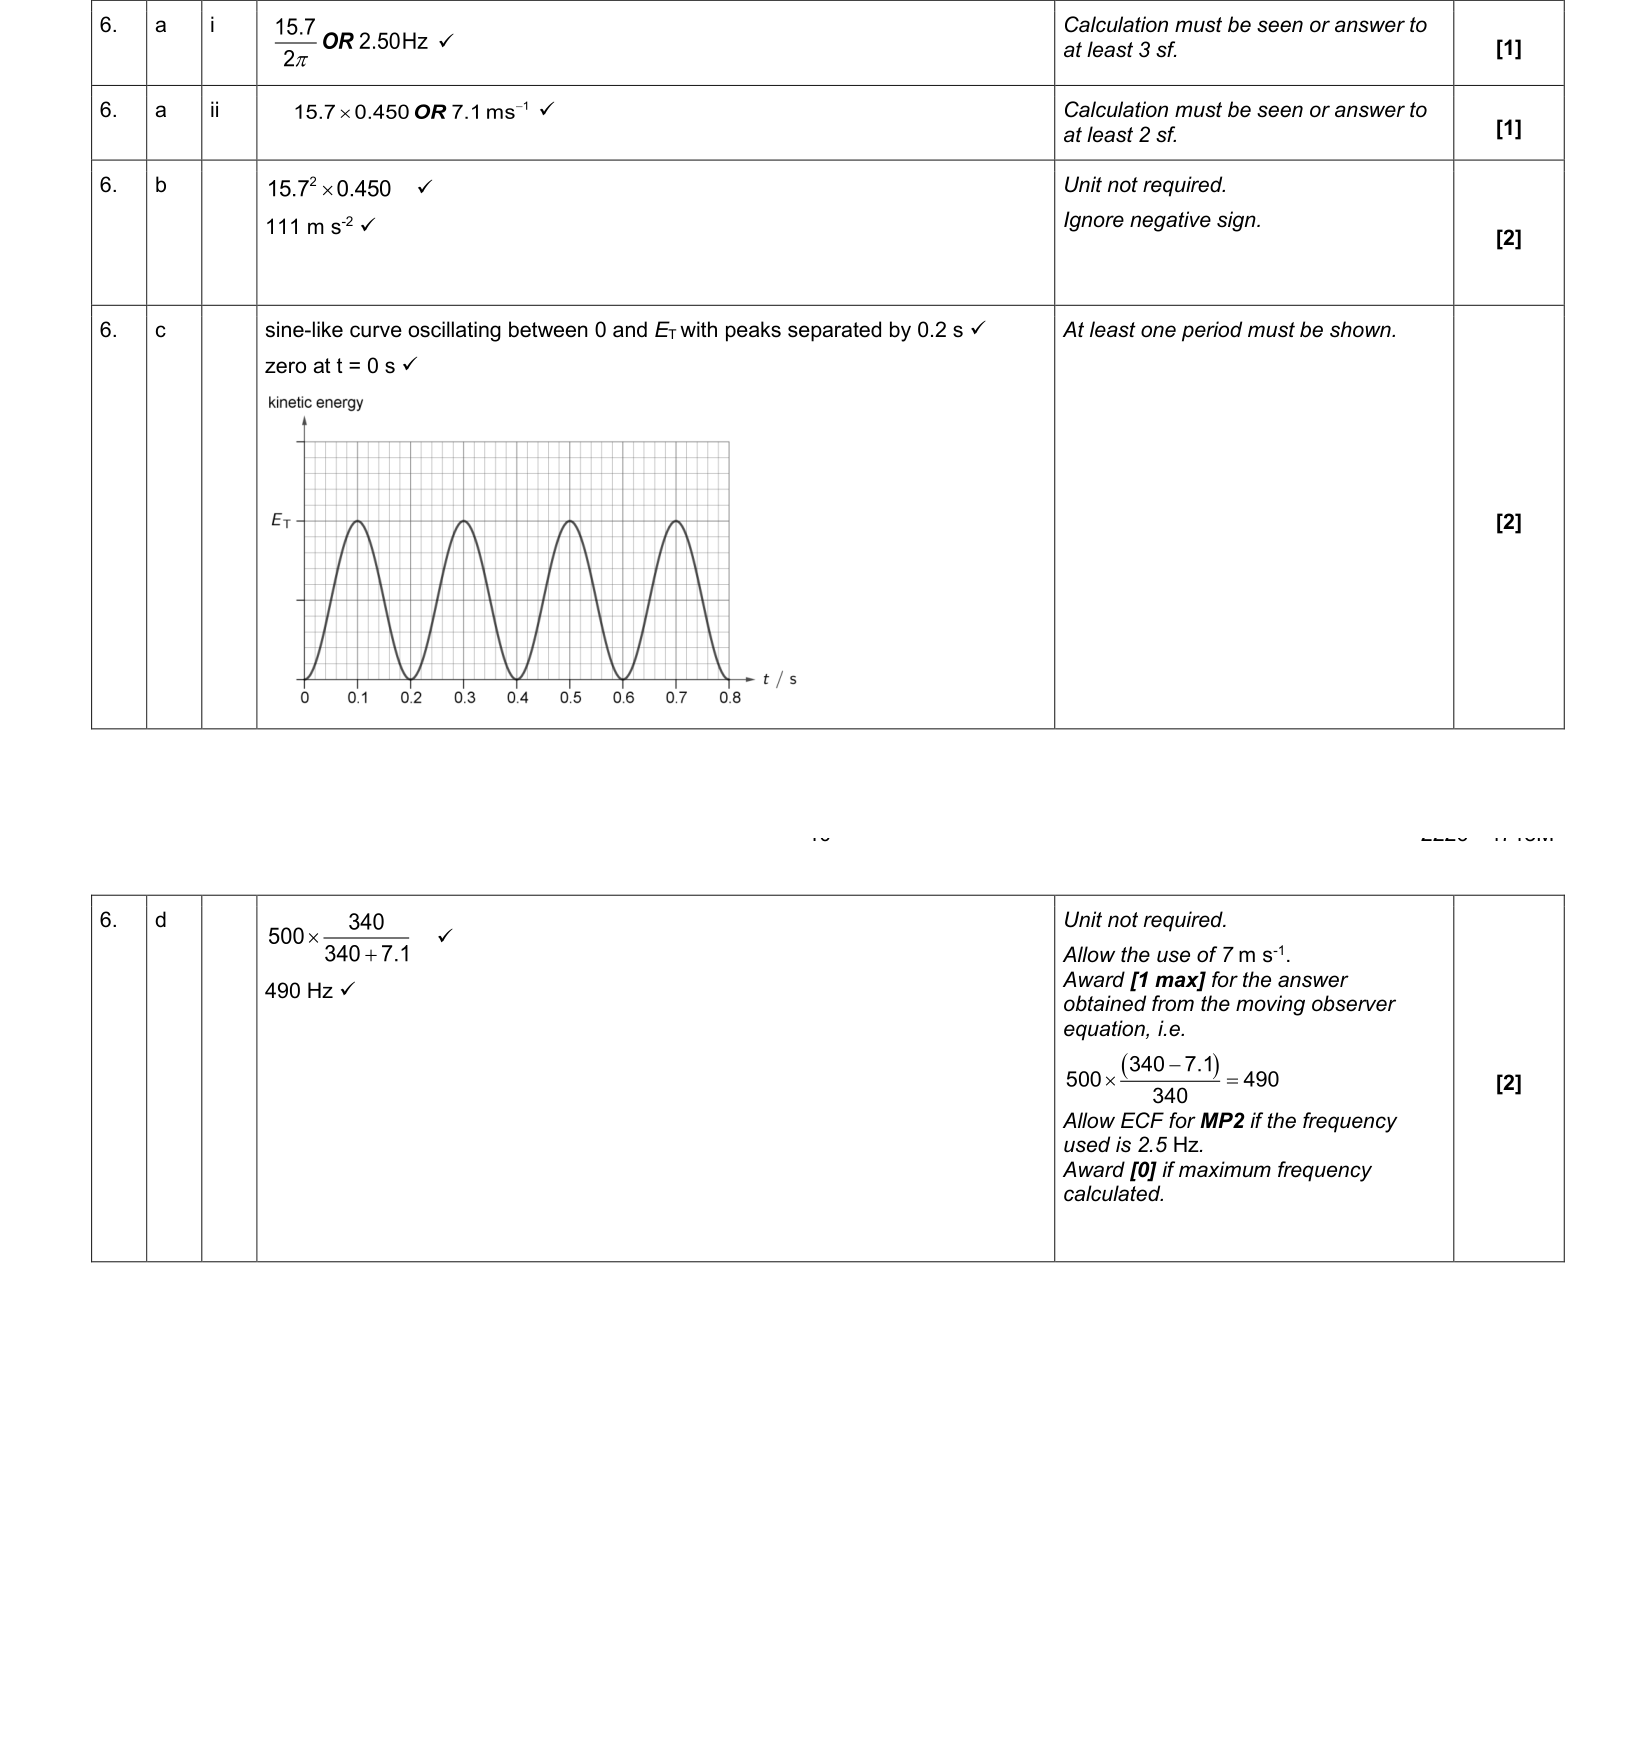 6. a i 15.7 / 2π OR 2.50 Hz ✓ Calculation must be seen or answer to
at least 3 sf. [1]
6. a ii 15.7 × 0.450 OR 7.1 ms⁻¹ ✓ Calculation must be seen or answer to
at least 2 sf. [1]
6. b 15.7² × 0.450 ✓ Unit not required.
111 m s⁻² ✓ Ignore negative sign.
[2]
6. c sine-like curve oscillating between 0 and E_T with peaks separated by 0.2 s ✓ At least one period must be shown.
zero at t = 0 s ✓
kinetic energy
E_T
[2]
t / s
0 0.1 0.2 0.3 0.4 0.5 0.6 0.7 0.8
6. d 500 × 340 / 340 + 7.1 ✓ Unit not required.
490 Hz ✓ Allow the use of 7 m s⁻¹.
Award [1 max] for the answer
obtained from the moving observer
equation, i.e.
500 × (340 − 7.1) / 340 = 490
[2]
Allow ECF for MP2 if the frequency
used is 2.5 Hz.
Award [0] if maximum frequency
calculated.